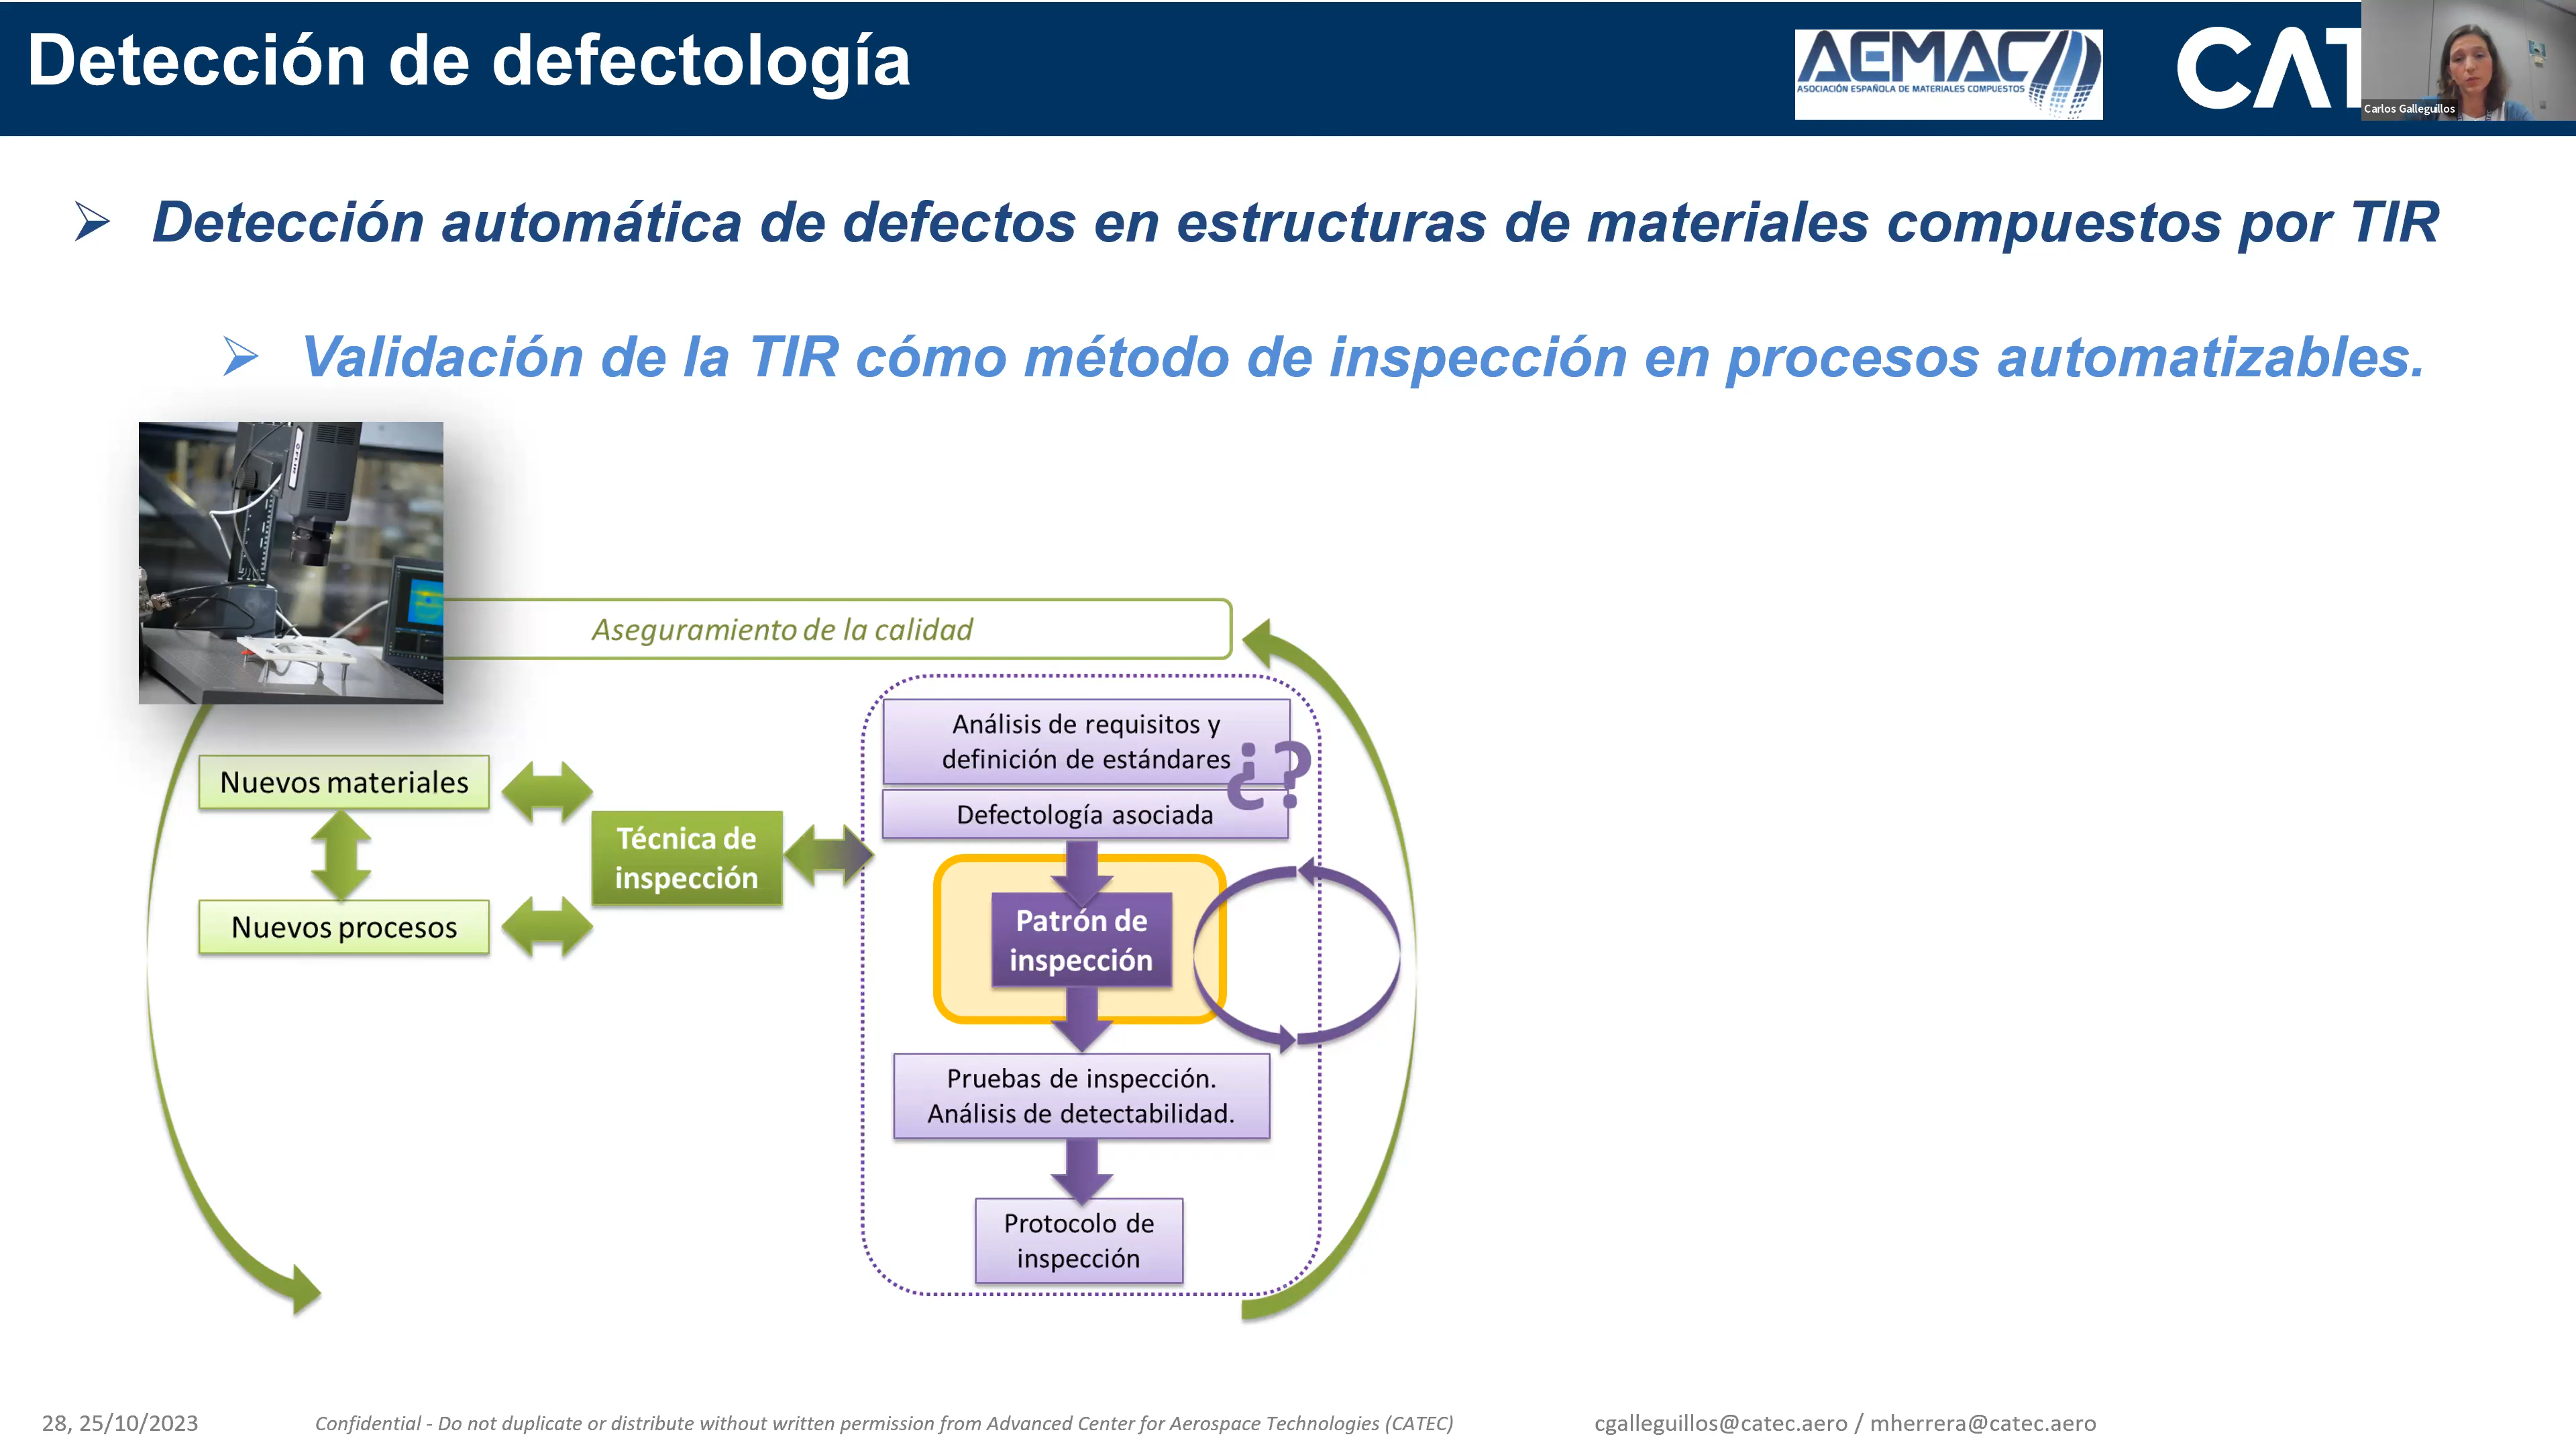 Detección de defectología
AEMAC
ASOCIACIÓN ESPAÑOLA DE MATERIALES COMPUESTOS
CAT
Carlos Galleguillos
Detección automática de defectos en estructuras de materiales compuestos por TIR
Validación de la TIR cómo método de inspección en procesos automatizables.
Aseguramiento de la calidad
Análisis de requisitos y
definición de estándares
¿?
Defectología asociada
Nuevos materiales
Técnica de
inspección
Nuevos procesos
Patrón de
inspección
Pruebas de inspección.
Análisis de detectabilidad.
Protocolo de
inspección
28, 25/10/2023
Confidential - Do not duplicate or distribute without written permission from Advanced Center for Aerospace Technologies (CATEC)
cgalleguillos@catec.aero / mherrera@catec.aero